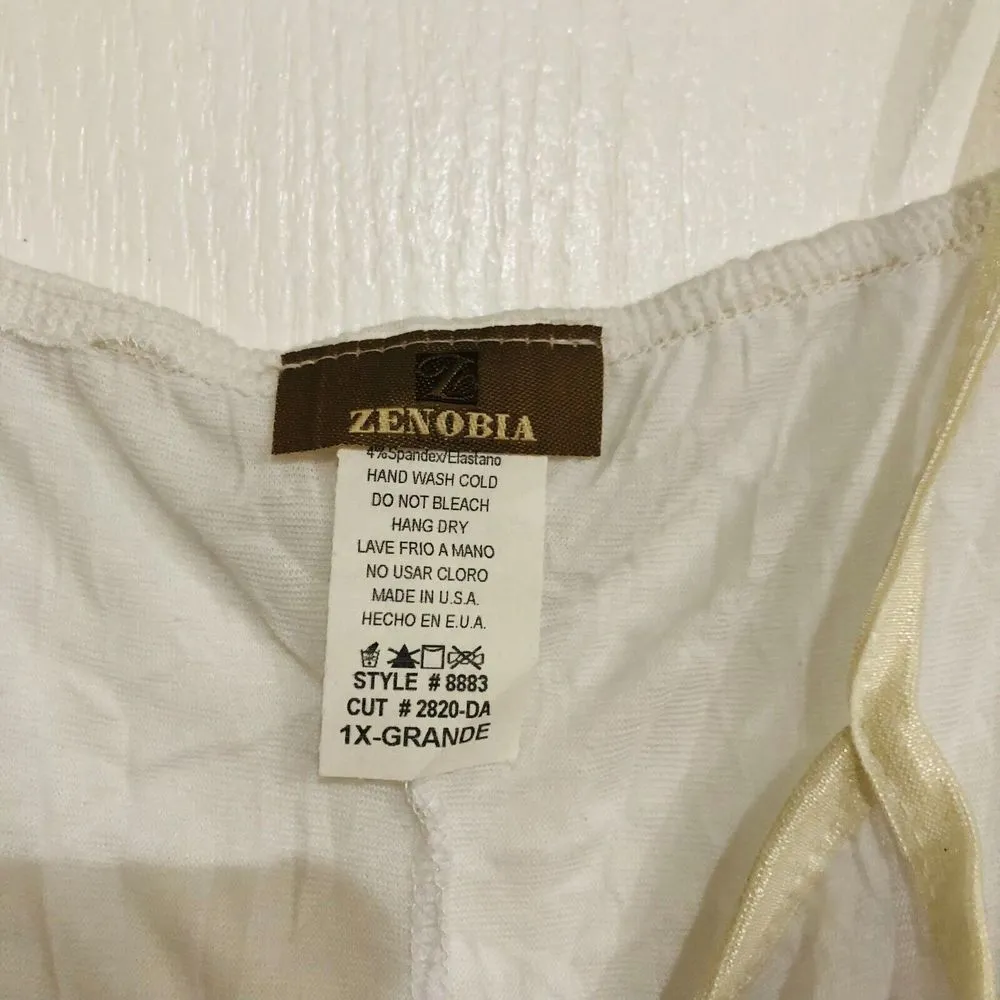 Z
ZENOBIA
4%Spandex/Elastano
HAND WASH COLD
DO NOT BLEACH
HANG DRY
LAVE FRIO A MANO
NO USAR CLORO
MADE IN U.S.A.
HECHO EN E.U.A.
STYLE # 8883
CUT # 2820-DA
1X-GRANDE